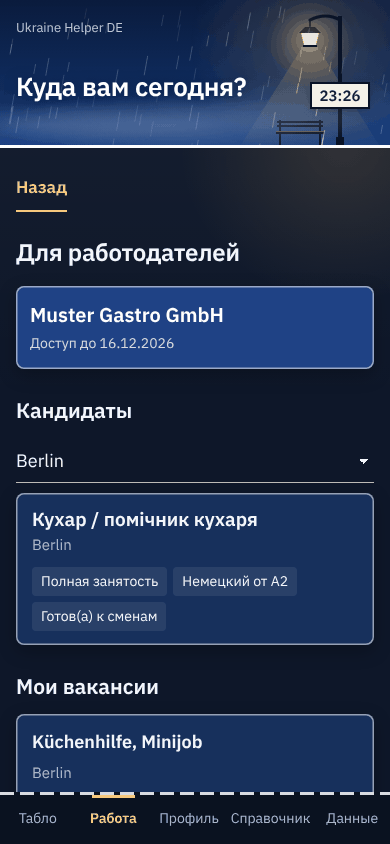 Ukraine Helper DE
Куда вам сегодня?
23:26
Назад
Для работодателей
Muster Gastro GmbH
Доступ до 16.12.2026
Кандидаты
Berlin
Кухар / помічник кухаря
Berlin
Полная занятость
Немецкий от A2
Готов(а) к сменам
Мои вакансии
Küchenhilfe, Minijob
Berlin
Табло
Работа
Профиль
Справочник
Данные